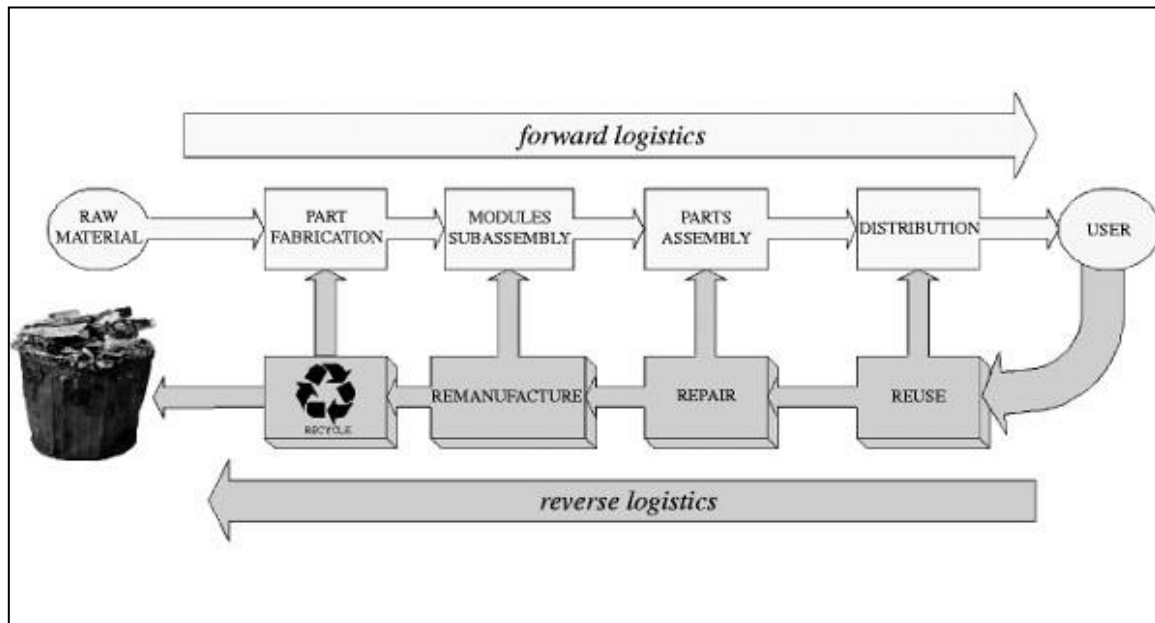 forward logistics
RAW
MATERIAL
PART
FABRICATION
MODULES
SUBASSEMBLY
PARTS
ASSEMBLY
DISTRIBUTION
USER
RECYCLE
REMANUFACTURE
REPAIR
REUSE
reverse logistics